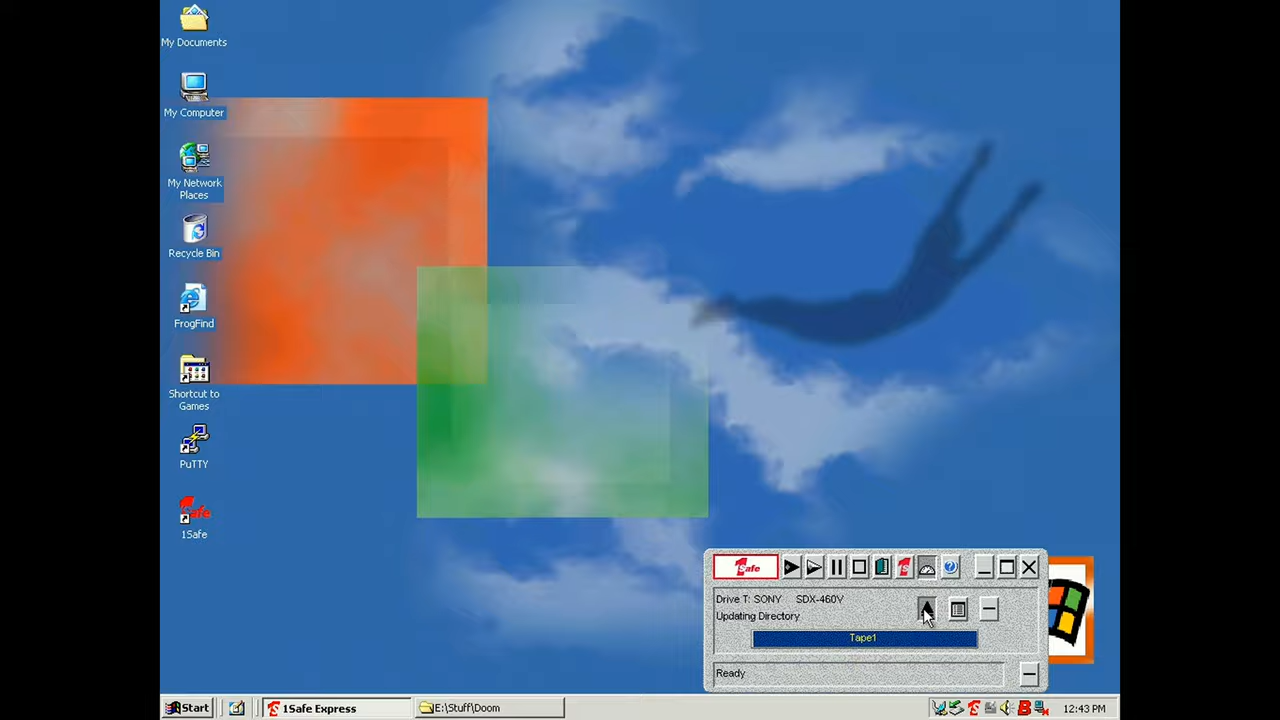 My Documents
My Computer
My Network
Places
Recycle Bin
FrogFind
Shortcut to
Games
PuTTY
1Safe
1Safe
Drive T: SONY SDX-460V
Updating Directory
Tape1
Ready
Start
1Safe Express
E:\Stuff\Doom
12:43 PM